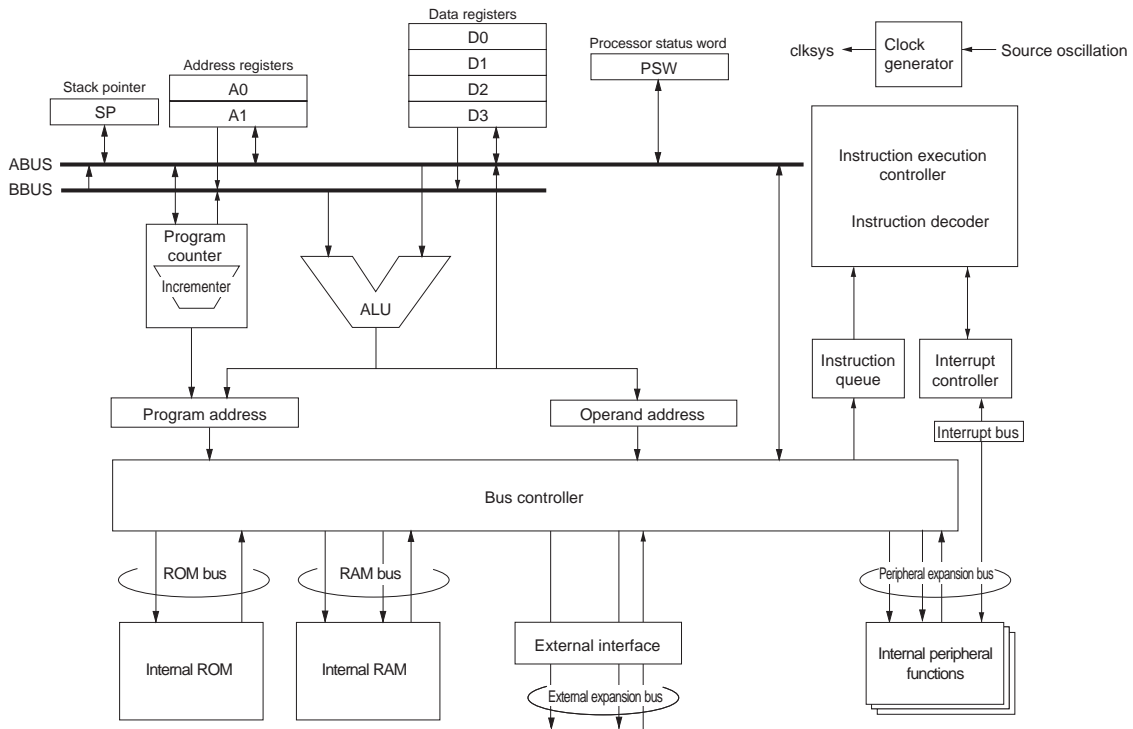 Data registers
D0
D1
D2
D3
Processor status word
PSW
clksys
Clock
generator
Source oscillation
Address registers
A0
A1
Stack pointer
SP
ABUS
BBUS
Instruction execution
controller
Instruction decoder
Program
counter
Incrementer
ALU
Instruction
queue
Interrupt
controller
Program address
Operand address
Interrupt bus
Bus controller
ROM bus
RAM bus
Peripheral expansion bus
Internal ROM
Internal RAM
External interface
Internal peripheral
functions
External expansion bus